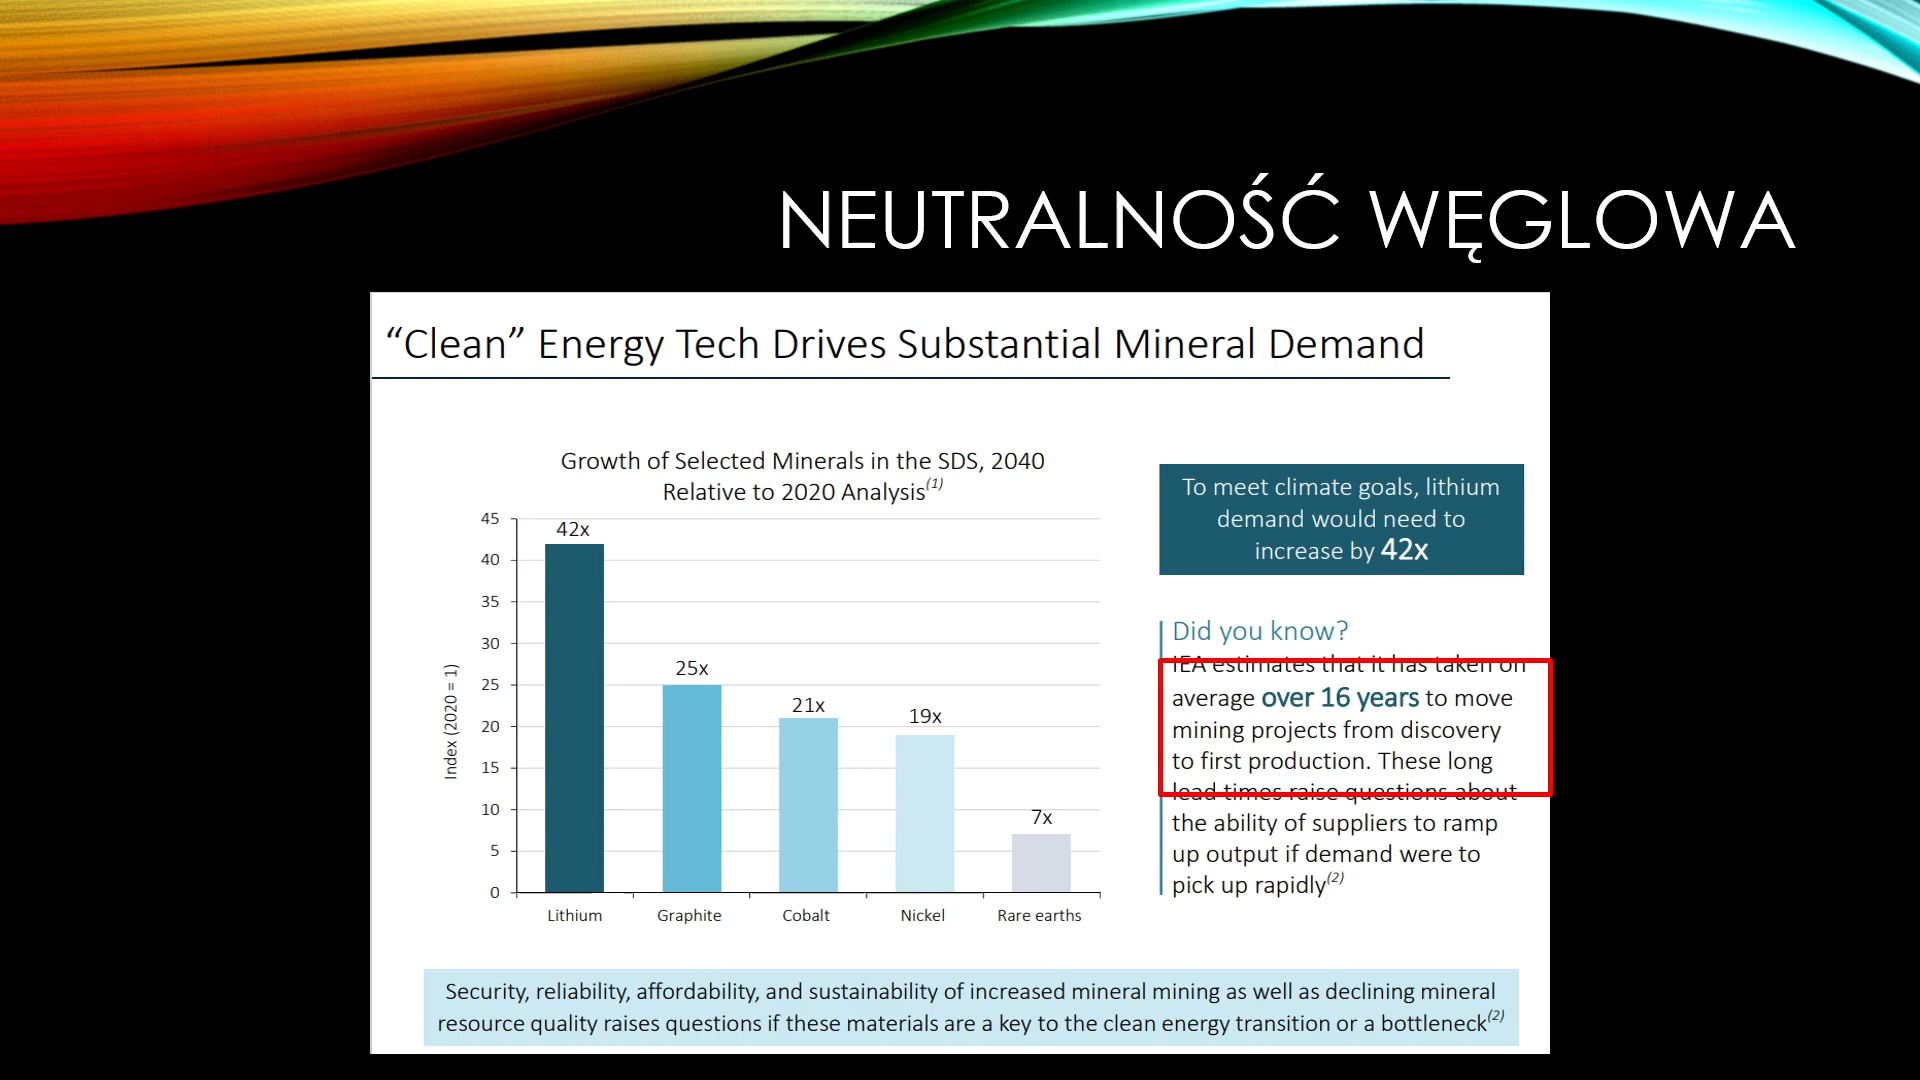 NEUTRALNOŚĆ WĘGLOWA
“Clean” Energy Tech Drives Substantial Mineral Demand
Growth of Selected Minerals in the SDS, 2040
Relative to 2020 Analysis(1)
Index (2020 = 1)
45
40
35
30
25
20
15
10
5
0
42x
25x
21x
19x
7x
Lithium
Graphite
Cobalt
Nickel
Rare earths
To meet climate goals, lithium
demand would need to
increase by 42x
Did you know?
IEA estimates that it has taken on
average over 16 years to move
mining projects from discovery
to first production. These long
lead times raise questions about
the ability of suppliers to ramp
up output if demand were to
pick up rapidly(2)
Security, reliability, affordability, and sustainability of increased mineral mining as well as declining mineral
resource quality raises questions if these materials are a key to the clean energy transition or a bottleneck(2)